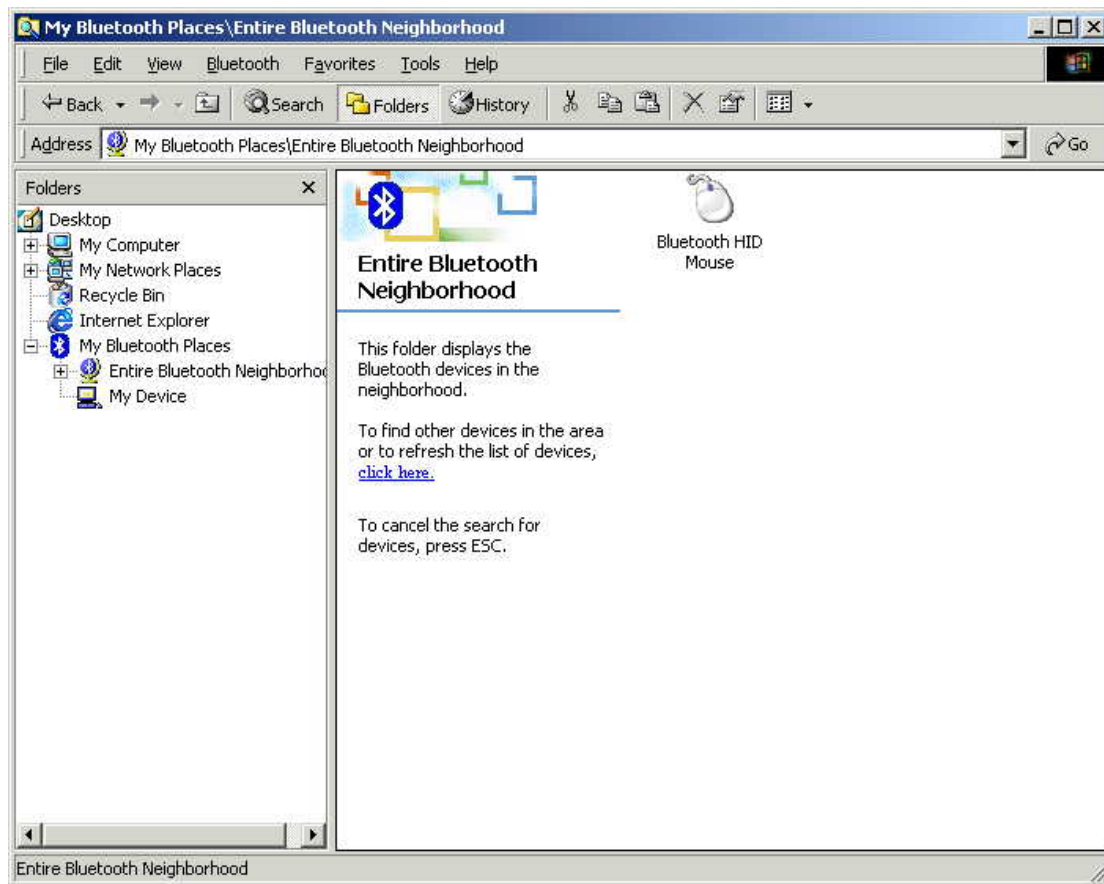 My Bluetooth Places\Entire Bluetooth Neighborhood
File Edit View Bluetooth Favorites Tools Help
Back Search Folders History
Address My Bluetooth Places\Entire Bluetooth Neighborhood Go
Folders
Desktop
My Computer
My Network Places
Recycle Bin
Internet Explorer
My Bluetooth Places
Entire Bluetooth Neighborhoo
My Device
Entire Bluetooth
Neighborhood
This folder displays the
Bluetooth devices in the
neighborhood.
To find other devices in the area
or to refresh the list of devices,
click here.
To cancel the search for
devices, press ESC.
Bluetooth HID
Mouse
Entire Bluetooth Neighborhood